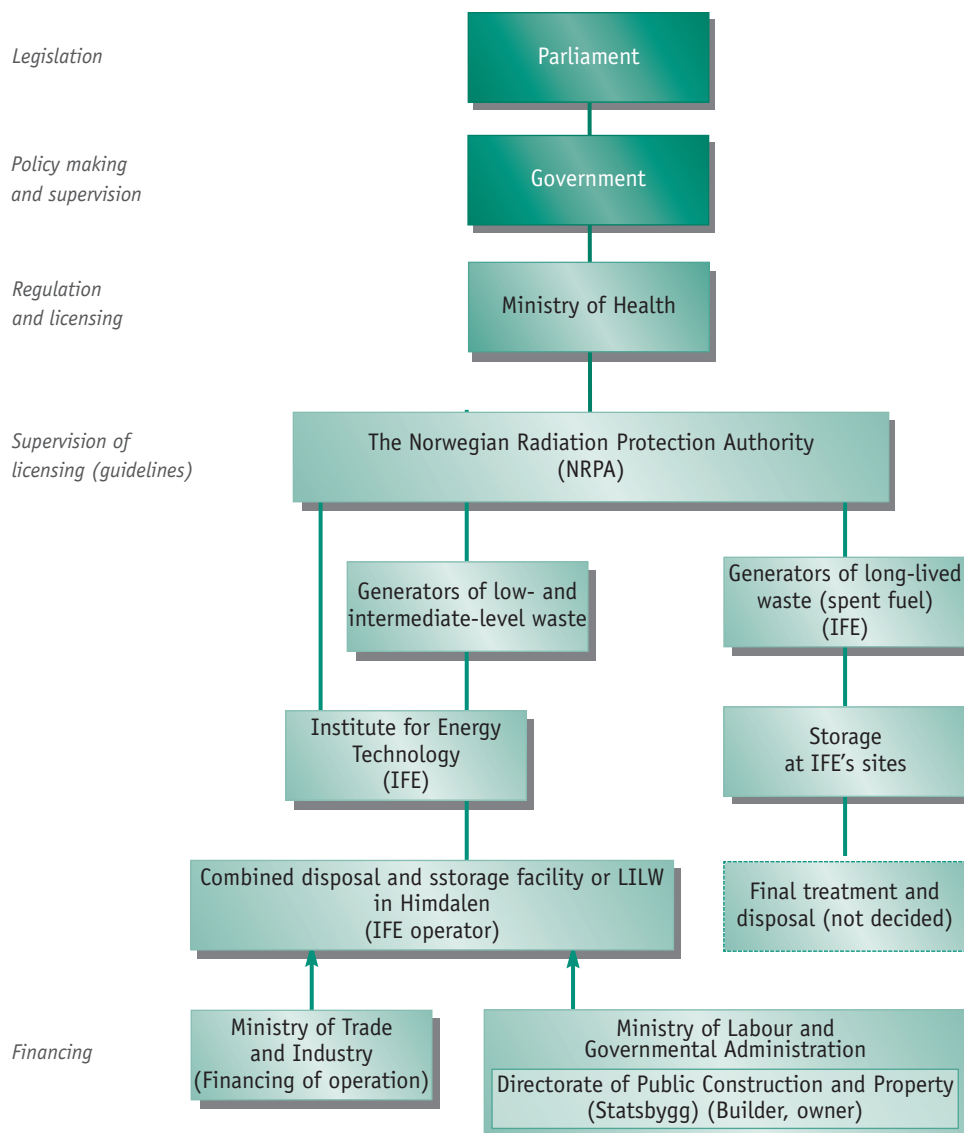 Legislation
Parliament
Policy making
and supervision
Government
Regulation
and licensing
Ministry of Health
Supervision of
licensing (guidelines)
The Norwegian Radiation Protection Authority
(NRPA)
Generators of low- and
intermediate-level waste
Generators of long-lived
waste (spent fuel)
(IFE)
Institute for Energy
Technology
(IFE)
Storage
at IFE's sites
Combined disposal and sstorage facility or LILW
in Himdalen
(IFE operator)
Final treatment and
disposal (not decided)
Financing
Ministry of Trade
and Industry
(Financing of operation)
Ministry of Labour and
Governmental Administration
Directorate of Public Construction and Property
(Statsbygg) (Builder, owner)